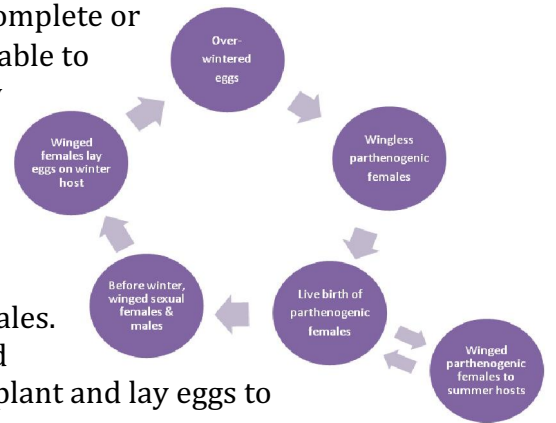 omplete or
able to
Over-
wintered
eggs
Wingless
parthenogenic
females
Live birth of
parthenogenic
females
Winged
parthenogenic
females to
summer hosts
Before winter,
winged sexual
females &
males
Winged
females lay
eggs on winter
host
ales.
d
plant and lay eggs to